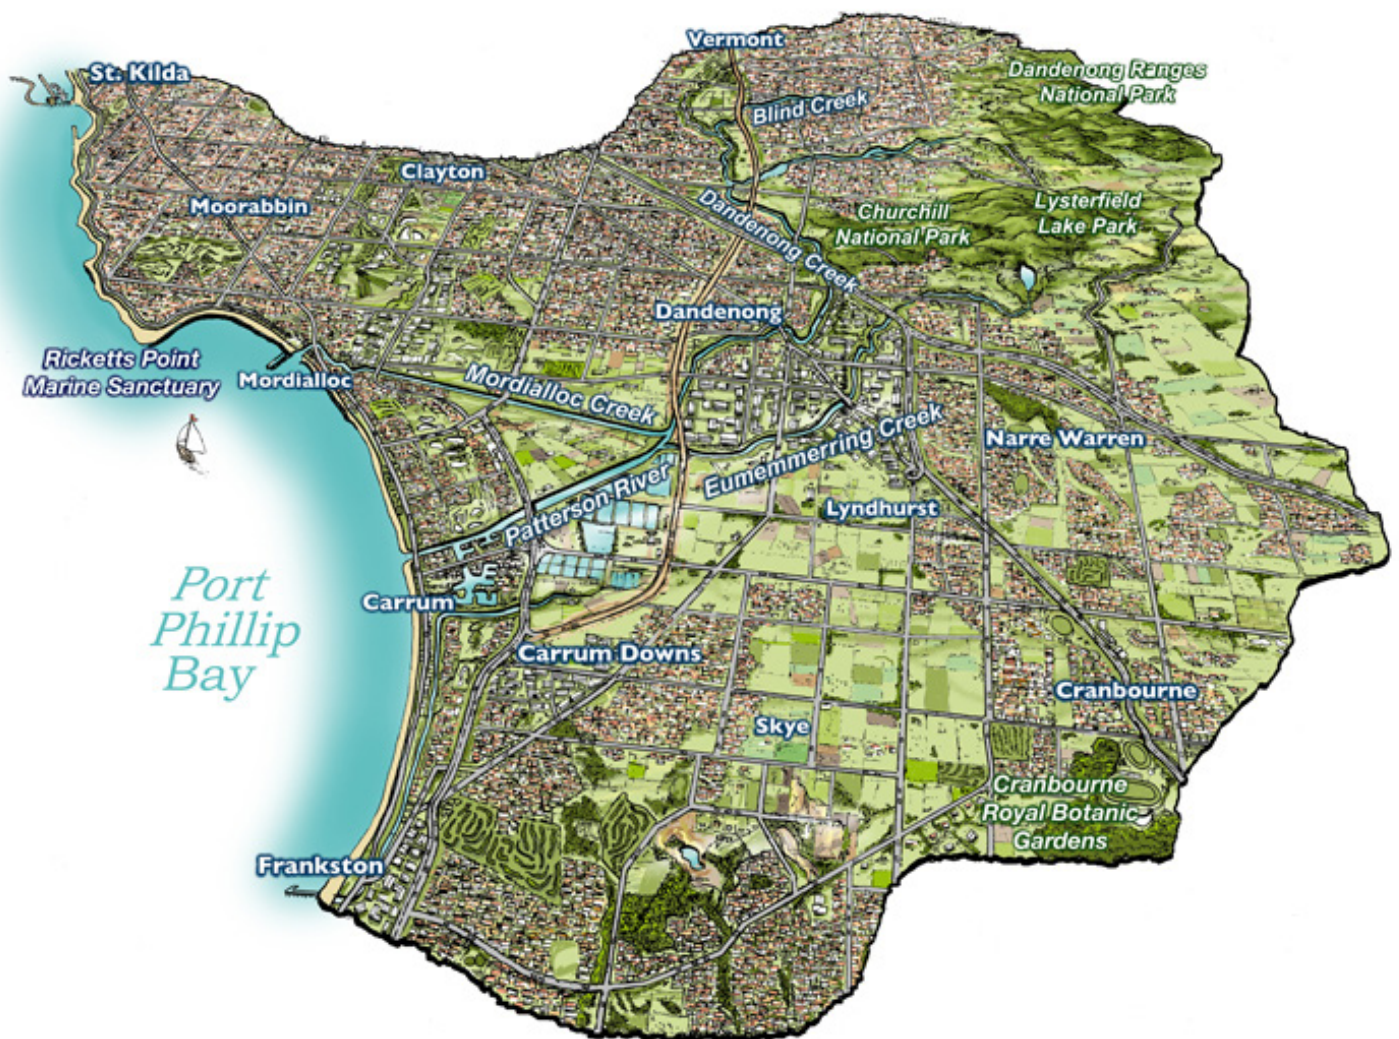 Vermont
St. Kilda
Dandenong Ranges
National Park
Blind Creek
Clayton
Moorabbin
Dandenong Creek
Churchill
National Park
Lysterfield
Lake Park
Dandenong
Ricketts Point
Marine Sanctuary
Mordialloc
Mordialloc Creek
Eumemmerring Creek
Narre Warren
Patterson River
Lyndhurst
Port
Phillip
Bay
Carrum
Carrum Downs
Cranbourne
Skye
Cranbourne
Royal Botanic
Gardens
Frankston